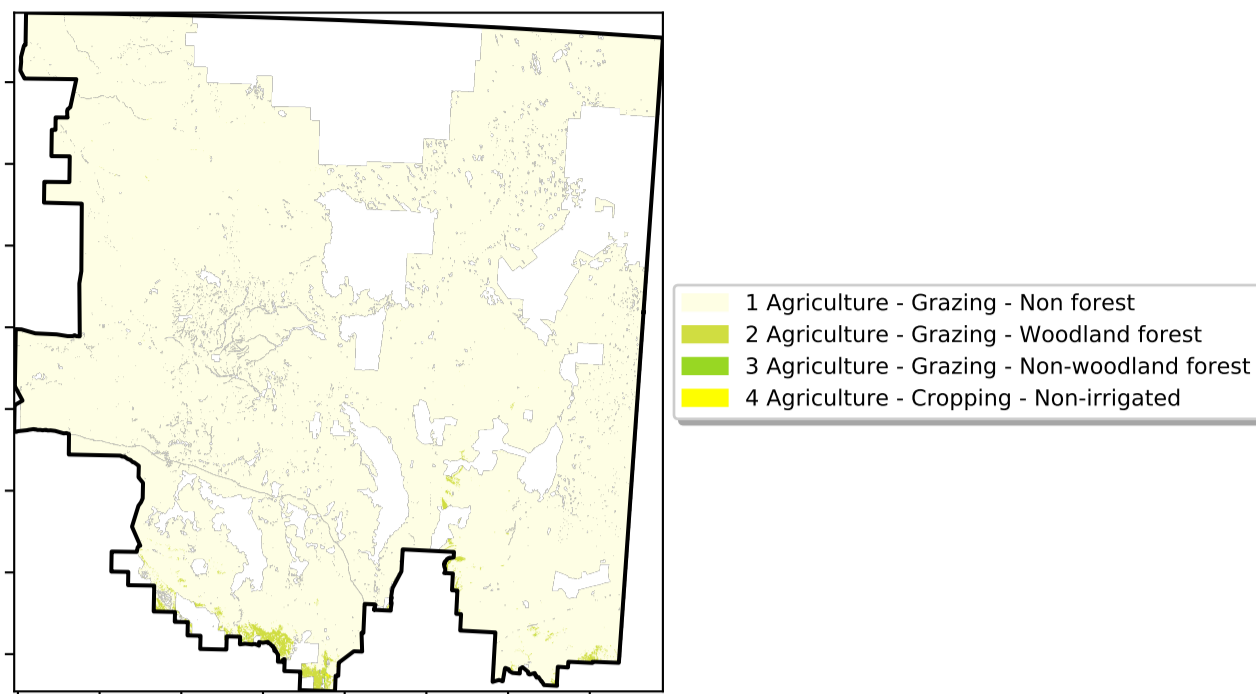 1 Agriculture - Grazing - Non forest
2 Agriculture - Grazing - Woodland forest
3 Agriculture - Grazing - Non-woodland forest
4 Agriculture - Cropping - Non-irrigated